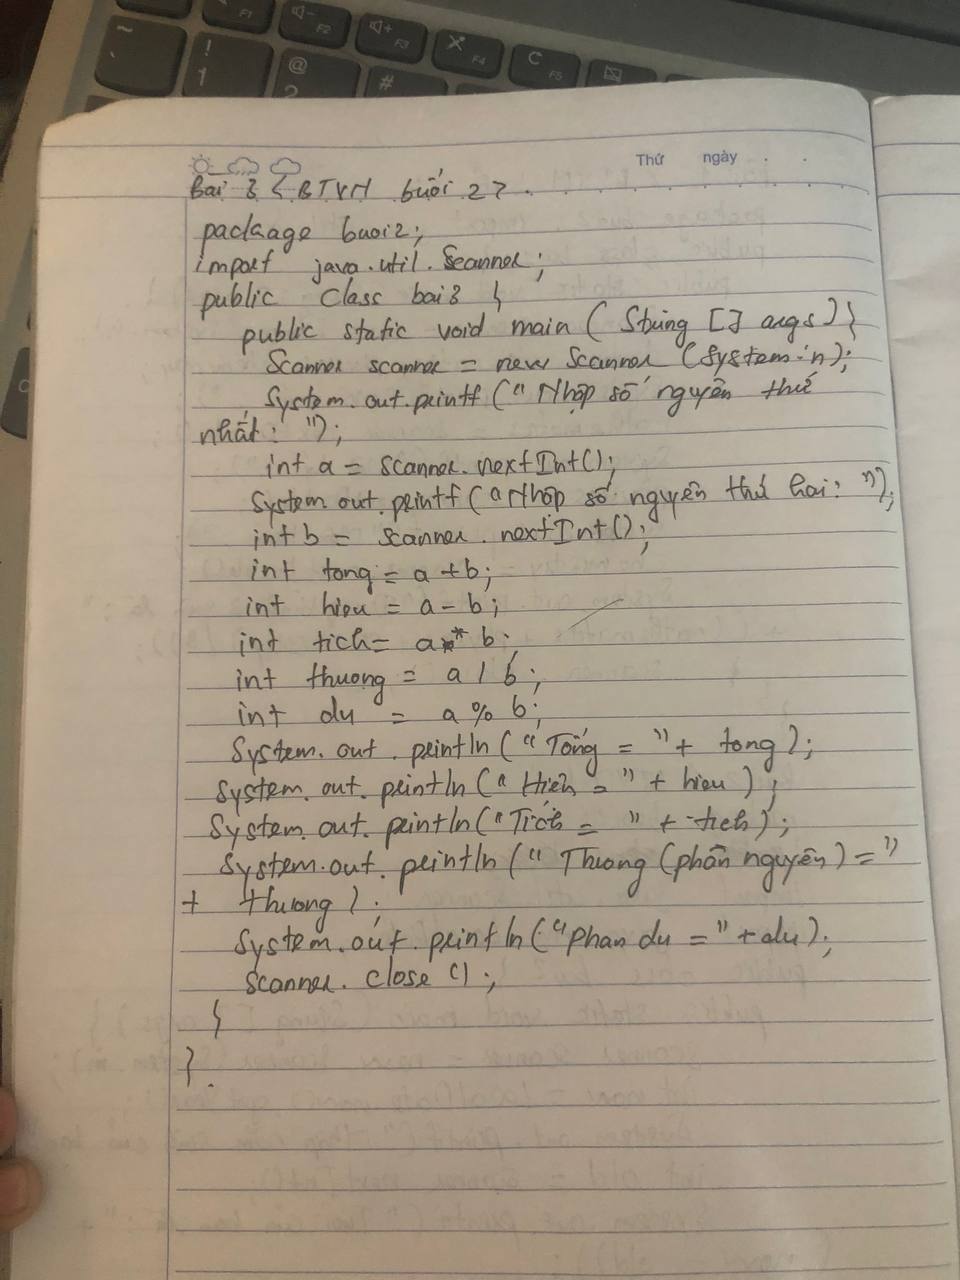 ~
!
1
@
2
#
F1
F2
F3
X
F4
C
F5
Thứ ngày
Bai 3 < BTVH buổi 2 >.
package buoi2;
import java.util.Scanner;
public class bai3 {
public static void main ( String [] args ) {
Scanner scanner = new Scanner (System.in);
System.out.printf (" Nhập số nguyên thứ
nhất: ");
int a = scanner.nextInt();
System.out.printf (" Nhập số nguyên thứ hai: ");
int b = scanner.nextInt();
int tong = a + b;
int hieu = a - b;
int tich = a * b;
int thuong = a / b;
int du = a % b;
System.out.println (" Tổng = " + tong );
System.out.println (" Hiệu = " + hieu );
System.out.println (" Tích = " + tich );
System.out.println (" Thuong (phần nguyên) = "
+ thuong );
System.out.println ("phan du = " + du );
Scanner.close ();
}
}.